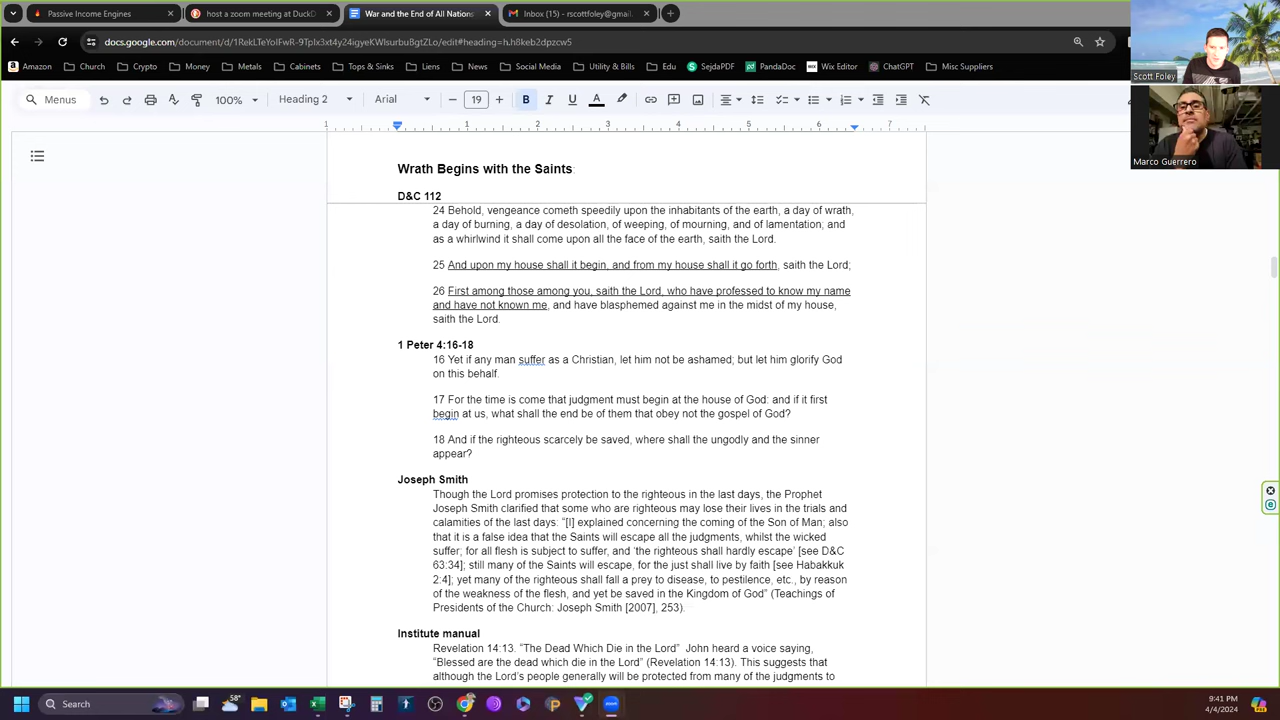 Passive Income Engines
host a zoom meeting at DuckD
War and the End of All Nations
Inbox (15) - rscottfoley@gmail.
docs.google.com/document/d/1RekLTeYolFwR-9Tplx3xt4y24igyeKWlsurbuBgtZLo/edit#heading=h.h8keb2dpzcw5
Amazon Church Crypto Money Metals Cabinets Tops & Sinks Liens News Social Media Utility & Bills Edu SejdaPDF PandaDoc Wix Editor ChatGPT Misc Suppliers
Scott Foley
Menus 100% Heading 2 Arial 19
1 1 2 3 4 5 6 7
Marco Guerrero
Wrath Begins with the Saints:
D&C 112
24 Behold, vengeance cometh speedily upon the inhabitants of the earth, a day of wrath,
a day of burning, a day of desolation, of weeping, of mourning, and of lamentation; and
as a whirlwind it shall come upon all the face of the earth, saith the Lord.
25 And upon my house shall it begin, and from my house shall it go forth, saith the Lord;
26 First among those among you, saith the Lord, who have professed to know my name
and have not known me, and have blasphemed against me in the midst of my house,
saith the Lord.
1 Peter 4:16-18
16 Yet if any man suffer as a Christian, let him not be ashamed; but let him glorify God
on this behalf.
17 For the time is come that judgment must begin at the house of God: and if it first
begin at us, what shall the end be of them that obey not the gospel of God?
18 And if the righteous scarcely be saved, where shall the ungodly and the sinner
appear?
Joseph Smith
Though the Lord promises protection to the righteous in the last days, the Prophet
Joseph Smith clarified that some who are righteous may lose their lives in the trials and
calamities of the last days: “[I] explained concerning the coming of the Son of Man; also
that it is a false idea that the Saints will escape all the judgments, whilst the wicked
suffer; for all flesh is subject to suffer, and ‘the righteous shall hardly escape’ [see D&C
63:34]; still many of the Saints will escape, for the just shall live by faith [see Habakkuk
2:4]; yet many of the righteous shall fall a prey to disease, to pestilence, etc., by reason
of the weakness of the flesh, and yet be saved in the Kingdom of God” (Teachings of
Presidents of the Church: Joseph Smith [2007], 253).
Institute manual
Revelation 14:13. “The Dead Which Die in the Lord” John heard a voice saying,
“Blessed are the dead which die in the Lord” (Revelation 14:13). This suggests that
although the Lord’s people generally will be protected from many of the judgments to
Search
58°
9:41 PM
4/4/2024